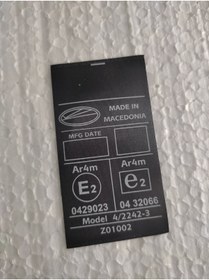 MADE IN
MACEDONIA
MFG DATE
Ar4m Ar4m
E2 e2
0429023 04 32066
Model 4/2242-3
Z01002